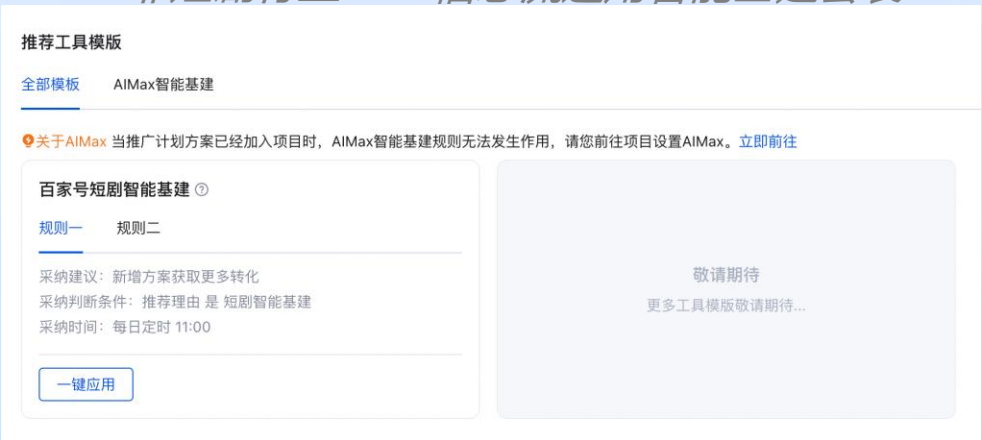 推荐工具模版
全部模板 AIMax智能基建
关于AIMax 当推广计划方案已经加入项目时，AIMax智能基建规则无法发生作用，请您前往项目设置AIMax。立即前往
百家号短剧智能基建
规则一 规则二
采纳建议：新增方案获取更多转化
采纳判断条件：推荐理由 是 短剧智能基建
采纳时间：每日定时 11:00
一键应用
敬请期待
更多工具模版敬请期待...